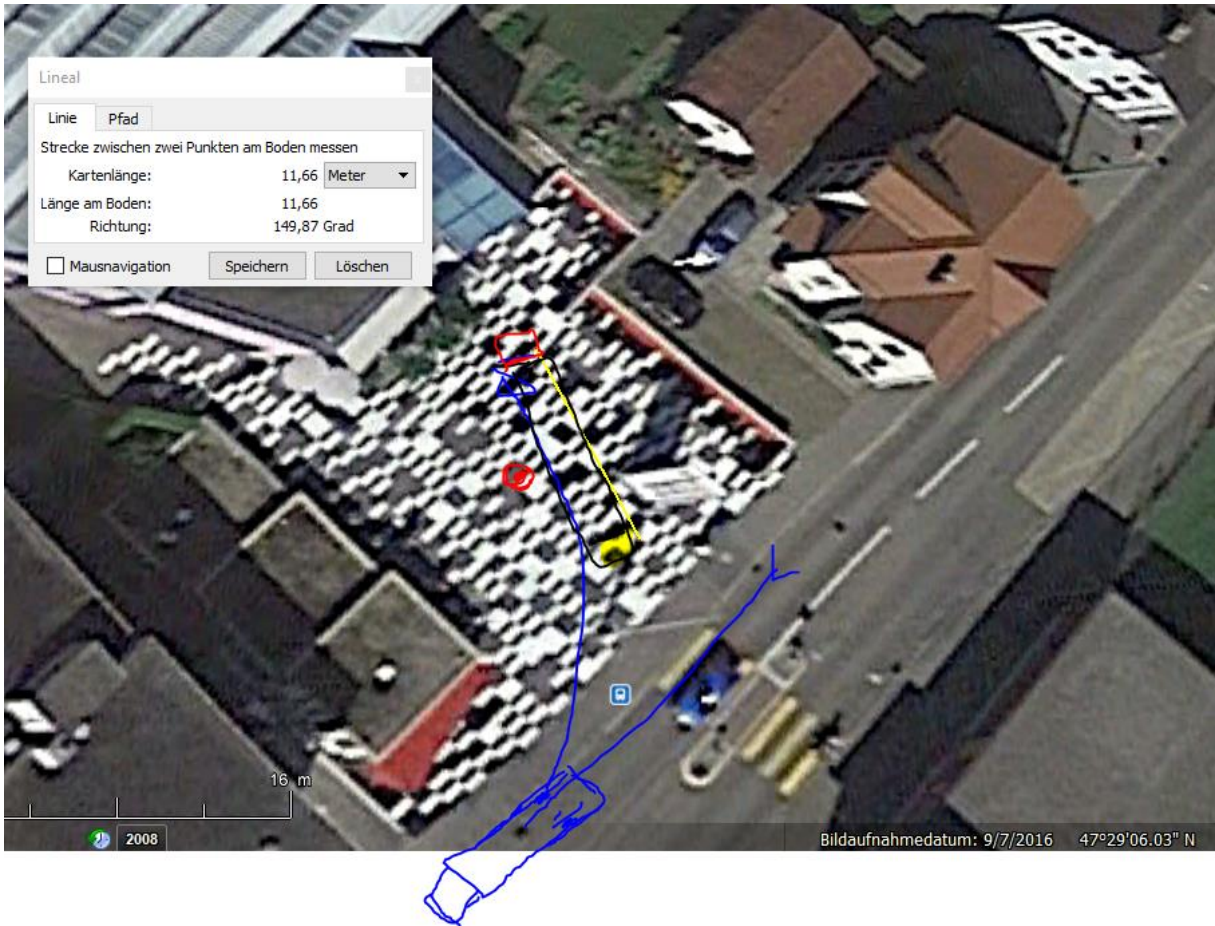 Lineal
Linie Pfad
Strecke zwischen zwei Punkten am Boden messen
Kartenlänge: 11,66 Meter
Länge am Boden: 11,66
Richtung: 149,87 Grad
Mausnavigation Speichern Löschen
16 m
2008 Bildaufnahmedatum: 9/7/2016 47°29'06.03" N